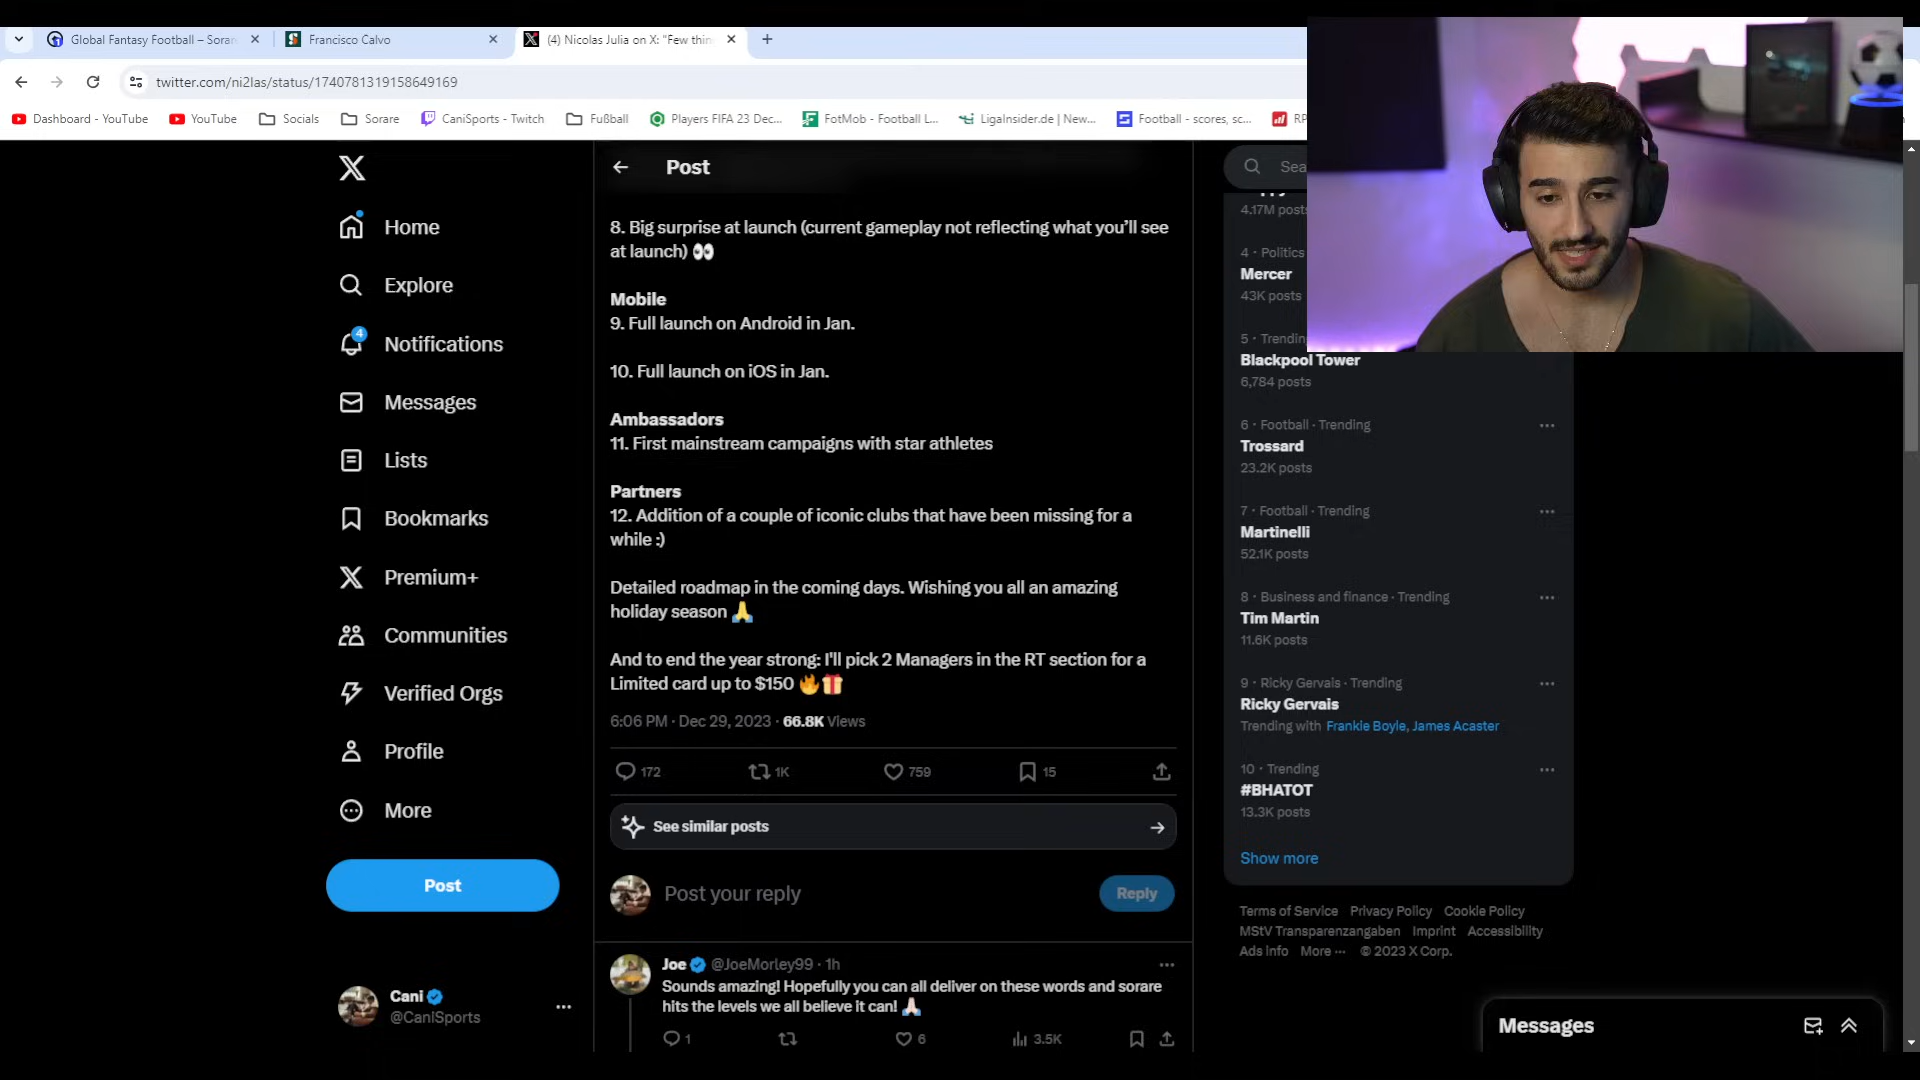 Global Fantasy Football – Soran
Francisco Calvo
(4) Nicolas Julia on X: "Few thin
twitter.com/ni2las/status/1740781319158649169
Dashboard - YouTube
YouTube
Socials
Sorare
CaniSports - Twitch
Fußball
Players FIFA 23 Dec...
FotMob - Football L...
LigaInsider.de | New...
Football - scores, sc...
RP
Home
Explore
4
Notifications
Messages
Lists
Bookmarks
Premium+
Communities
Verified Orgs
Profile
More
Post
Cani
@CaniSports
Post
8. Big surprise at launch (current gameplay not reflecting what you'll see
at launch) 👀
Mobile
9. Full launch on Android in Jan.
10. Full launch on iOS in Jan.
Ambassadors
11. First mainstream campaigns with star athletes
Partners
12. Addition of a couple of iconic clubs that have been missing for a
while :)
Detailed roadmap in the coming days. Wishing you all an amazing
holiday season 🙏
And to end the year strong: I'll pick 2 Managers in the RT section for a
Limited card up to $150 🔥🎁
6:06 PM · Dec 29, 2023 · 66.8K Views
172 1K 759 15
See similar posts
Post your reply
Reply
Joe @JoeMorley99 · 1h
Sounds amazing! Hopefully you can all deliver on these words and sorare
hits the levels we all believe it can! 🙏🏻
1 6 3.5K
Sea
4.17M posts
4 · Politics
Mercer
43K posts
5 · Trending
Blackpool Tower
6,784 posts
6 · Football · Trending
Trossard
23.2K posts
7 · Football · Trending
Martinelli
52.1K posts
8 · Business and finance · Trending
Tim Martin
11.6K posts
9 · Ricky Gervais · Trending
Ricky Gervais
Trending with Frankie Boyle, James Acaster
10 · Trending
#BHATOT
13.3K posts
Show more
Terms of Service Privacy Policy Cookie Policy
MStV Transparenzangaben Imprint Accessibility
Ads info More ··· © 2023 X Corp.
Messages